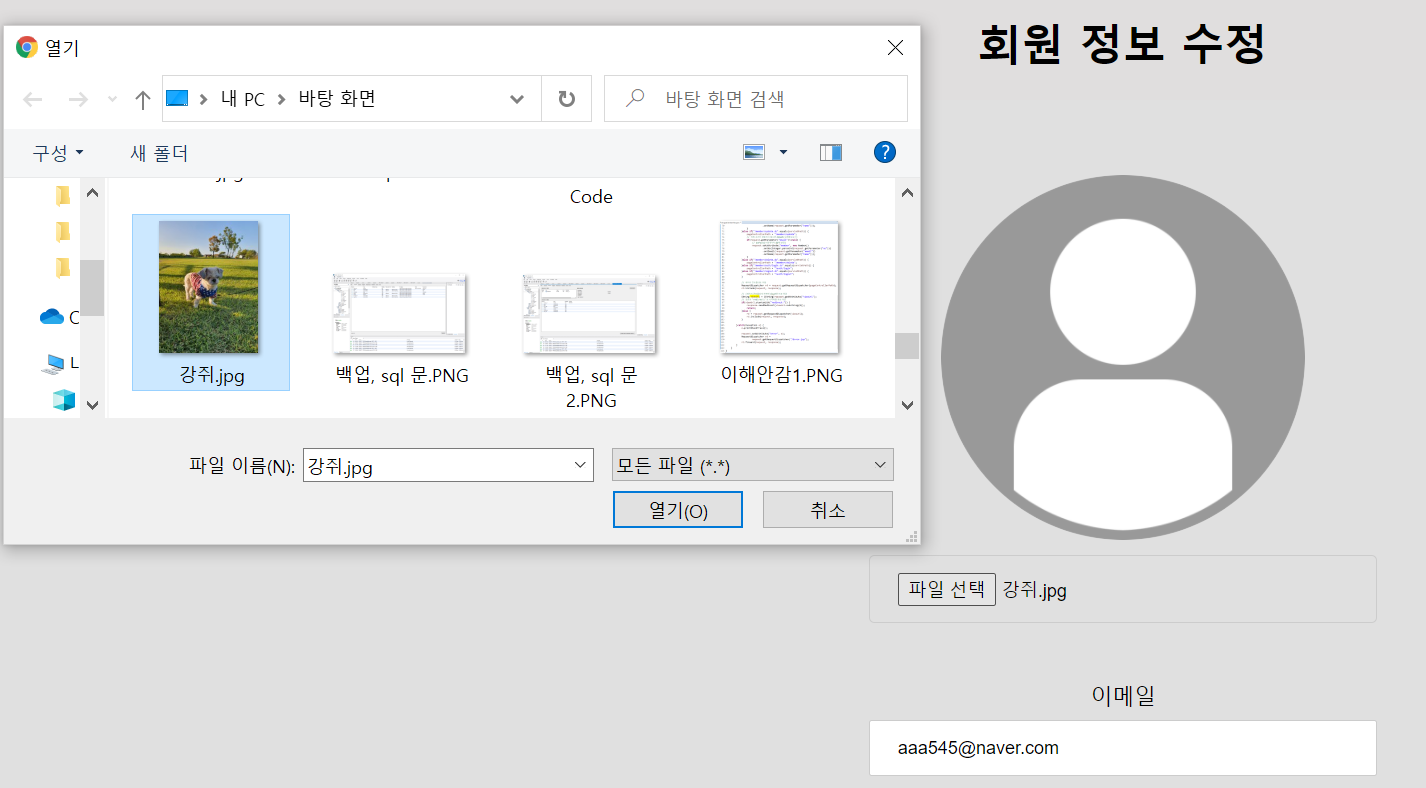 열기
회원 정보 수정
내 PC
바탕 화면
바탕 화면 검색
구성
새 폴더
?
Code
강쥐.jpg
백업, sql 문.PNG
백업, sql 문
2.PNG
이해안감1.PNG
파일 이름(N):
강쥐.jpg
모든 파일 (*.*)
열기(O)
취소
파일 선택
강쥐.jpg
이메일
aaa545@naver.com